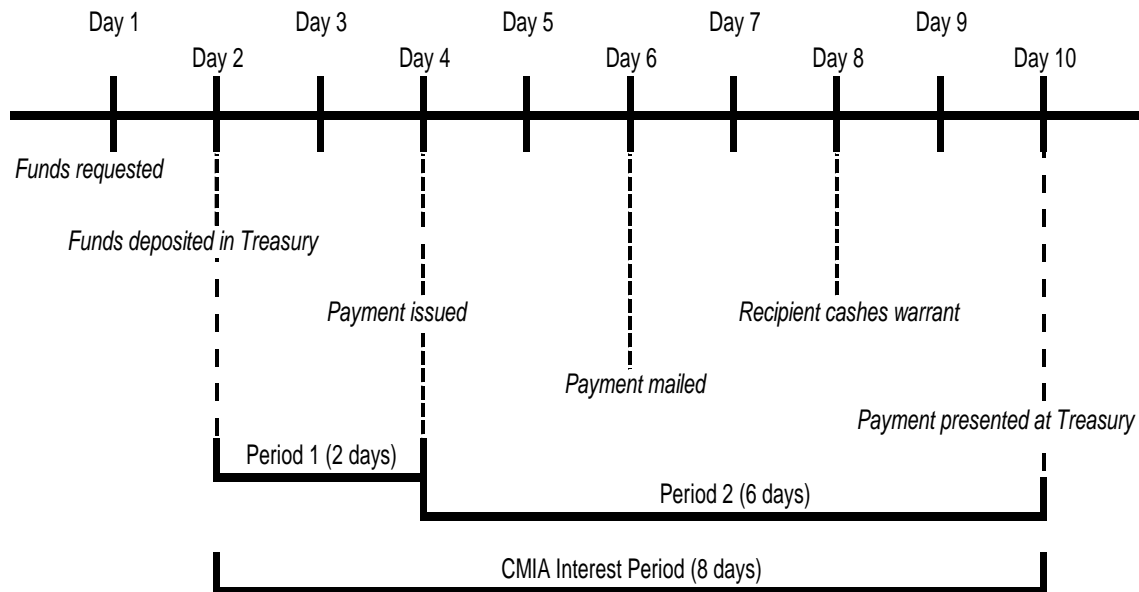 Day 1
Day 3
Day 5
Day 7
Day 9
Day 2
Day 4
Day 6
Day 8
Day 10
Funds requested
Funds deposited in Treasury
Payment issued
Recipient cashes warrant
Payment mailed
Payment presented at Treasury
Period 1 (2 days)
Period 2 (6 days)
CMIA Interest Period (8 days)